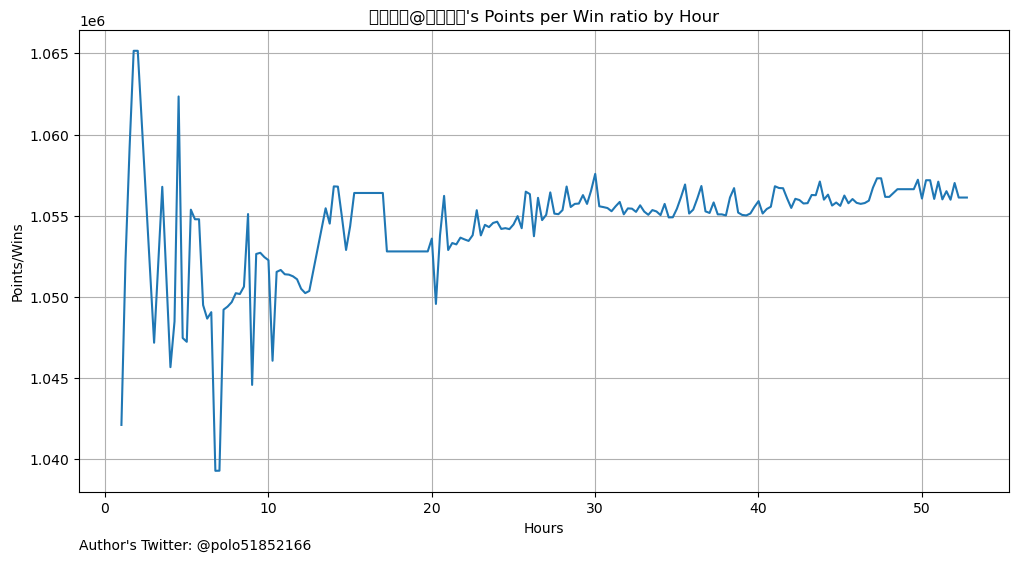 @'s Points per Win ratio by Hour
1e6
1.065
1.060
1.055
1.050
1.045
1.040
Points/Wins
0 10 20 30 40 50
Hours
Author's Twitter: @polo51852166